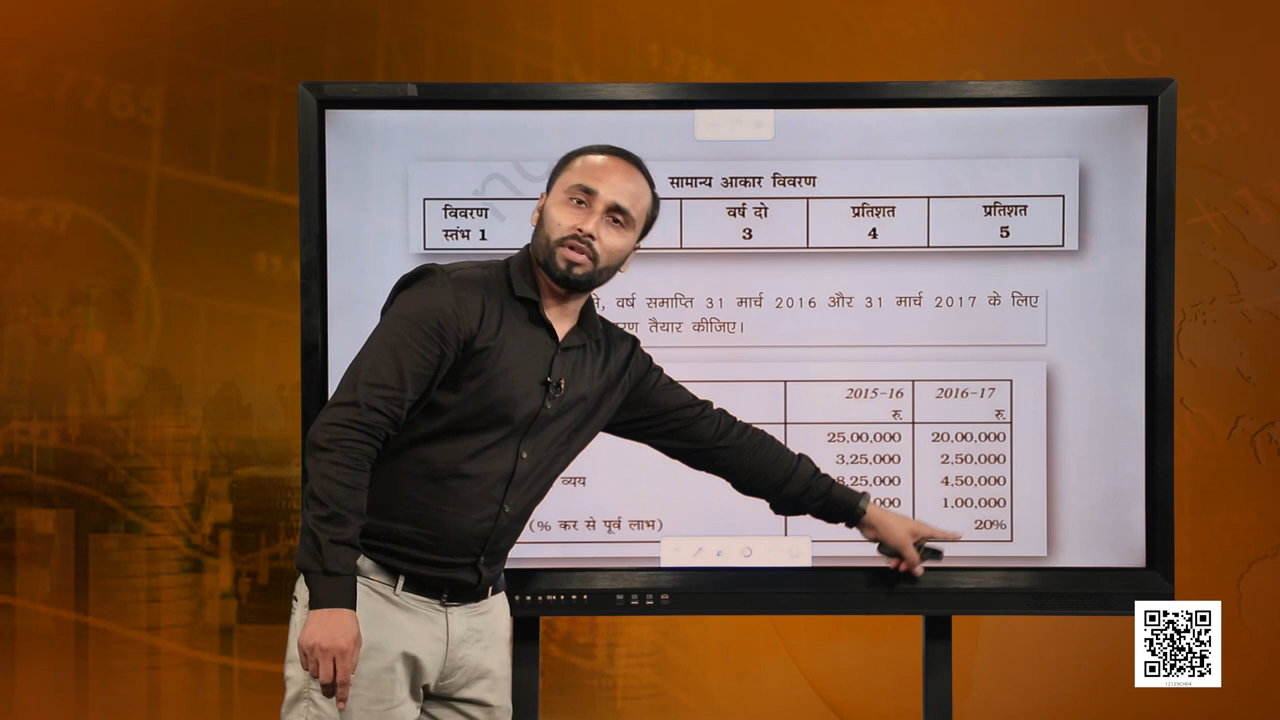 सामान्य आकार विवरण
विवरण वर्ष दो प्रतिशत प्रतिशत
स्तंभ 1 3 4 5
वर्ष समाप्ति 31 मार्च 2016 और 31 मार्च 2017 के लिए
तैयार कीजिए।
2015-16 2016-17
रु. रु.
25,00,000 20,00,000
3,25,000 2,50,000
व्यय 8,25,000 4,50,000
1,00,000
(% कर से पूर्व लाभ) 20%